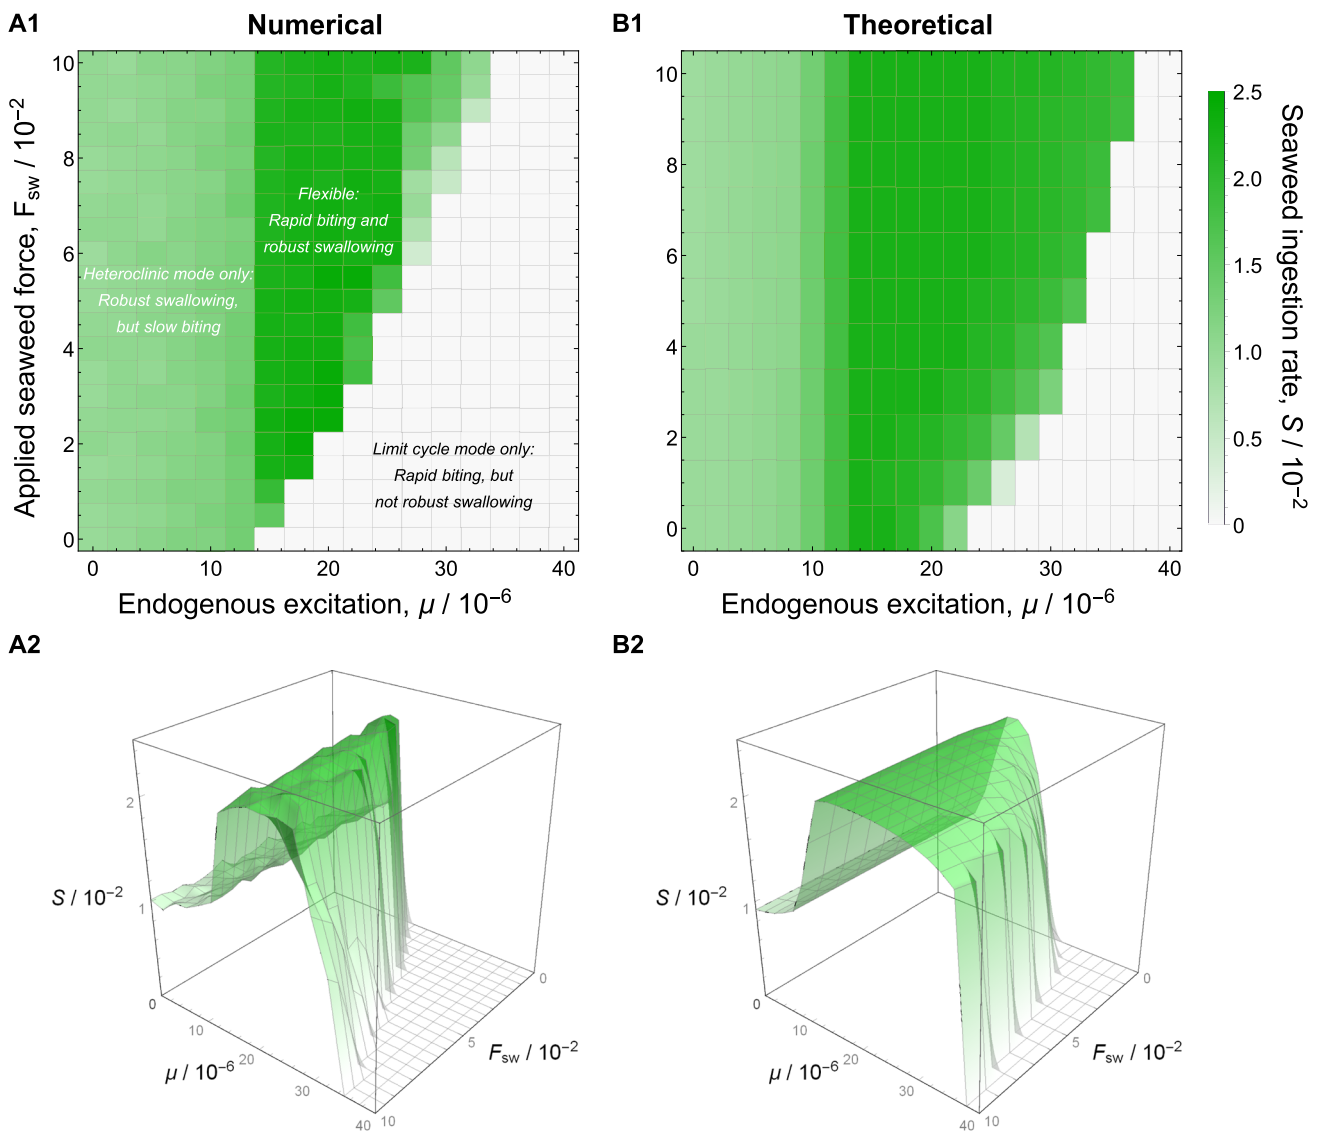 A1
Numerical
B1
Theoretical
Applied seaweed force, F_sw / 10⁻²
10
8
6
4
2
0
Flexible:
Rapid biting and
robust swallowing
Heteroclinic mode only:
Robust swallowing,
but slow biting
Limit cycle mode only:
Rapid biting, but
not robust swallowing
0
10
20
30
40
Endogenous excitation, μ / 10⁻⁶
10
8
6
4
2
0
0
10
20
30
40
Endogenous excitation, μ / 10⁻⁶
2.5
2.0
1.5
1.0
0.5
0
Seaweed ingestion rate, S / 10⁻²
A2
S / 10⁻²
2
1
0
10
20
30
40
μ / 10⁻⁶
0
5
10
F_sw / 10⁻²
B2
S / 10⁻²
2
1
0
10
20
30
40
μ / 10⁻⁶
0
5
10
F_sw / 10⁻²